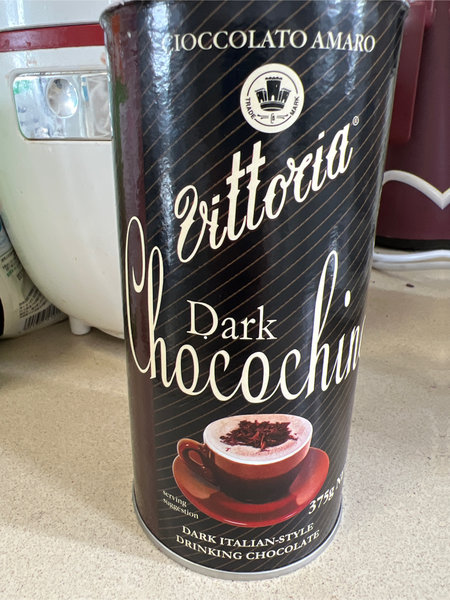 CIOCCOLATO AMARO
TRADE MARK
Vittoria®
Dark
Chocochin
serving
suggestion
375g N
DARK ITALIAN-STYLE
DRINKING CHOCOLATE